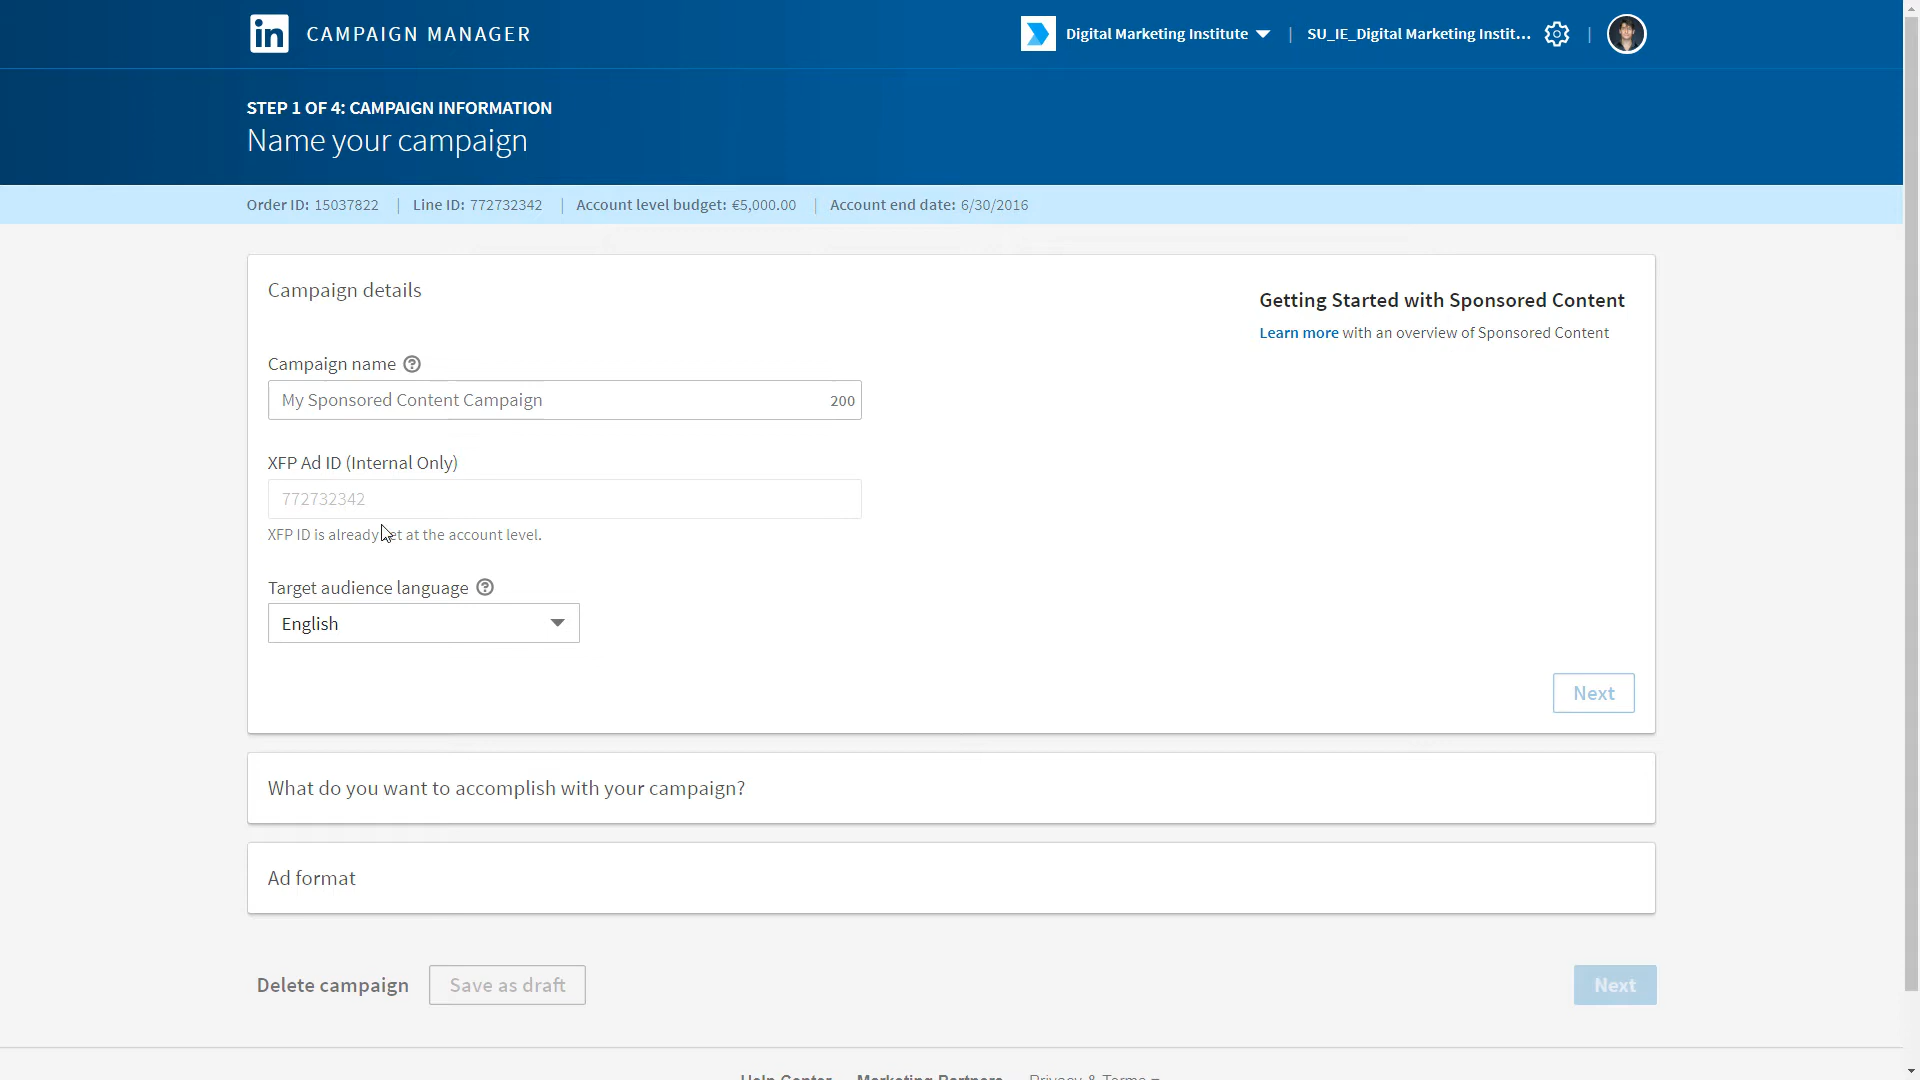 in CAMPAIGN MANAGER
Digital Marketing Institute | SU_IE_Digital Marketing Instit... |
STEP 1 OF 4: CAMPAIGN INFORMATION
Name your campaign
Order ID: 15037822 | Line ID: 772732342 | Account level budget: €5,000.00 | Account end date: 6/30/2016
Campaign details
Getting Started with Sponsored Content
Learn more with an overview of Sponsored Content
Campaign name ?
My Sponsored Content Campaign 200
XFP Ad ID (Internal Only)
772732342
XFP ID is already set at the account level.
Target audience language ?
English
Next
What do you want to accomplish with your campaign?
Ad format
Delete campaign Save as draft Next
Help Center Marketing Partners Privacy & Terms